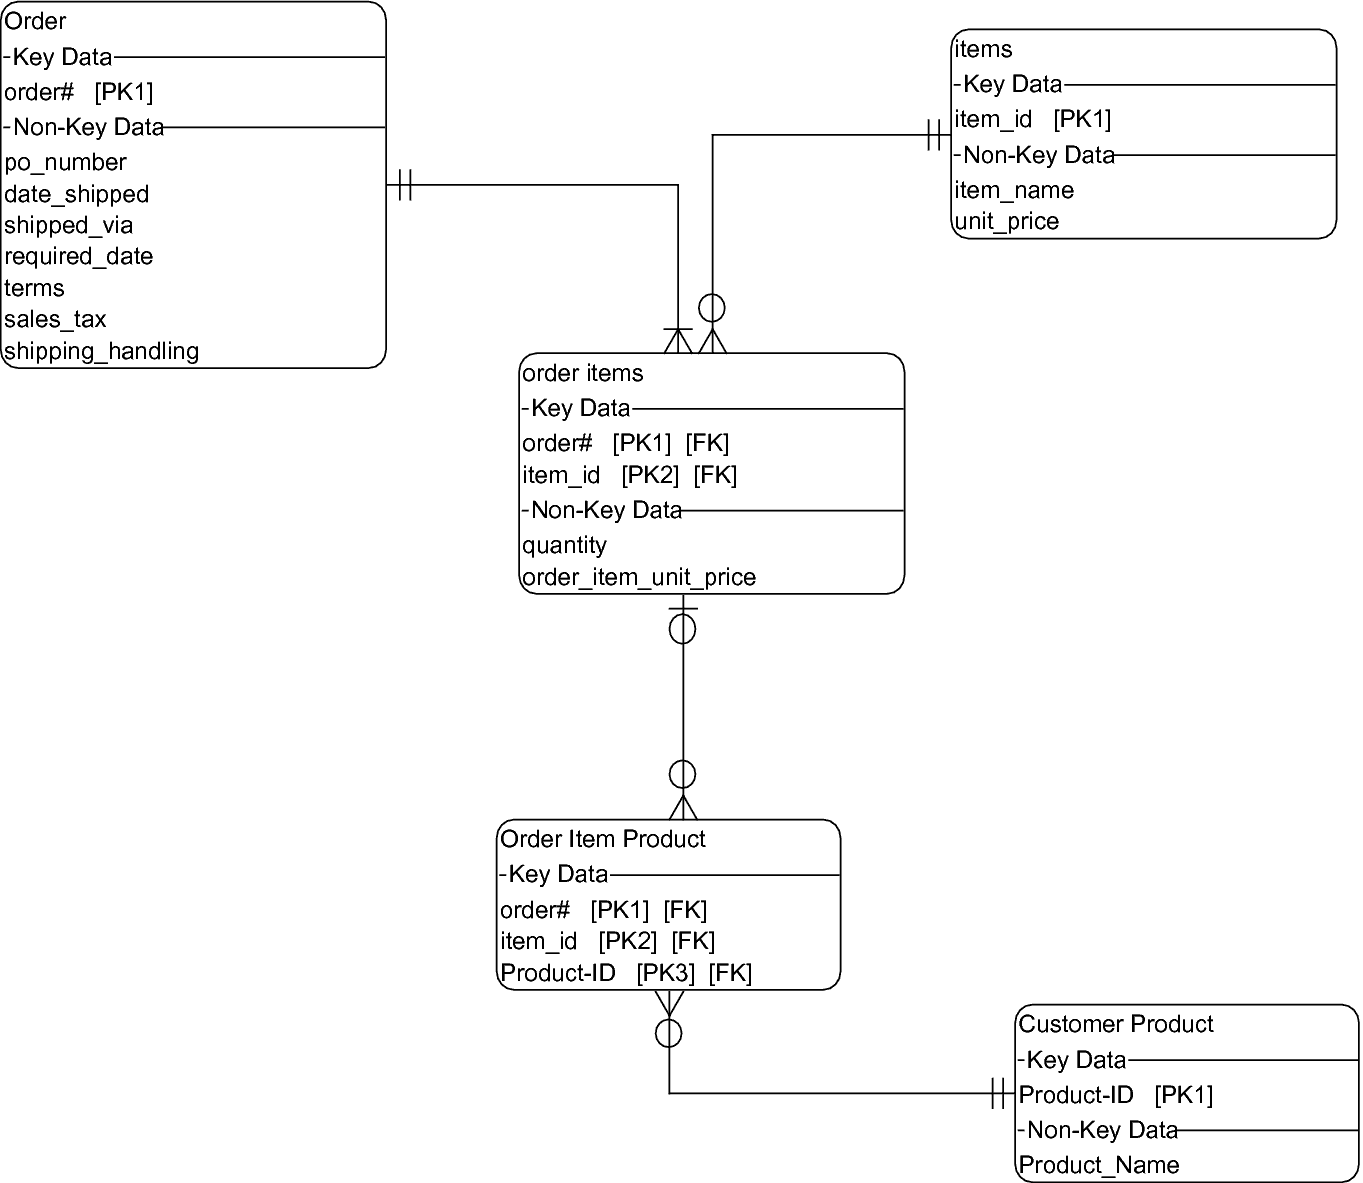 Order
-Key Data
order# [PK1]
-Non-Key Data
po_number
date_shipped
shipped_via
required_date
terms
sales_tax
shipping_handling
items
-Key Data
item_id [PK1]
-Non-Key Data
item_name
unit_price
order items
-Key Data
order# [PK1] [FK]
item_id [PK2] [FK]
-Non-Key Data
quantity
order_item_unit_price
Order Item Product
-Key Data
order# [PK1] [FK]
item_id [PK2] [FK]
Product-ID [PK3] [FK]
Customer Product
-Key Data
Product-ID [PK1]
-Non-Key Data
Product_Name